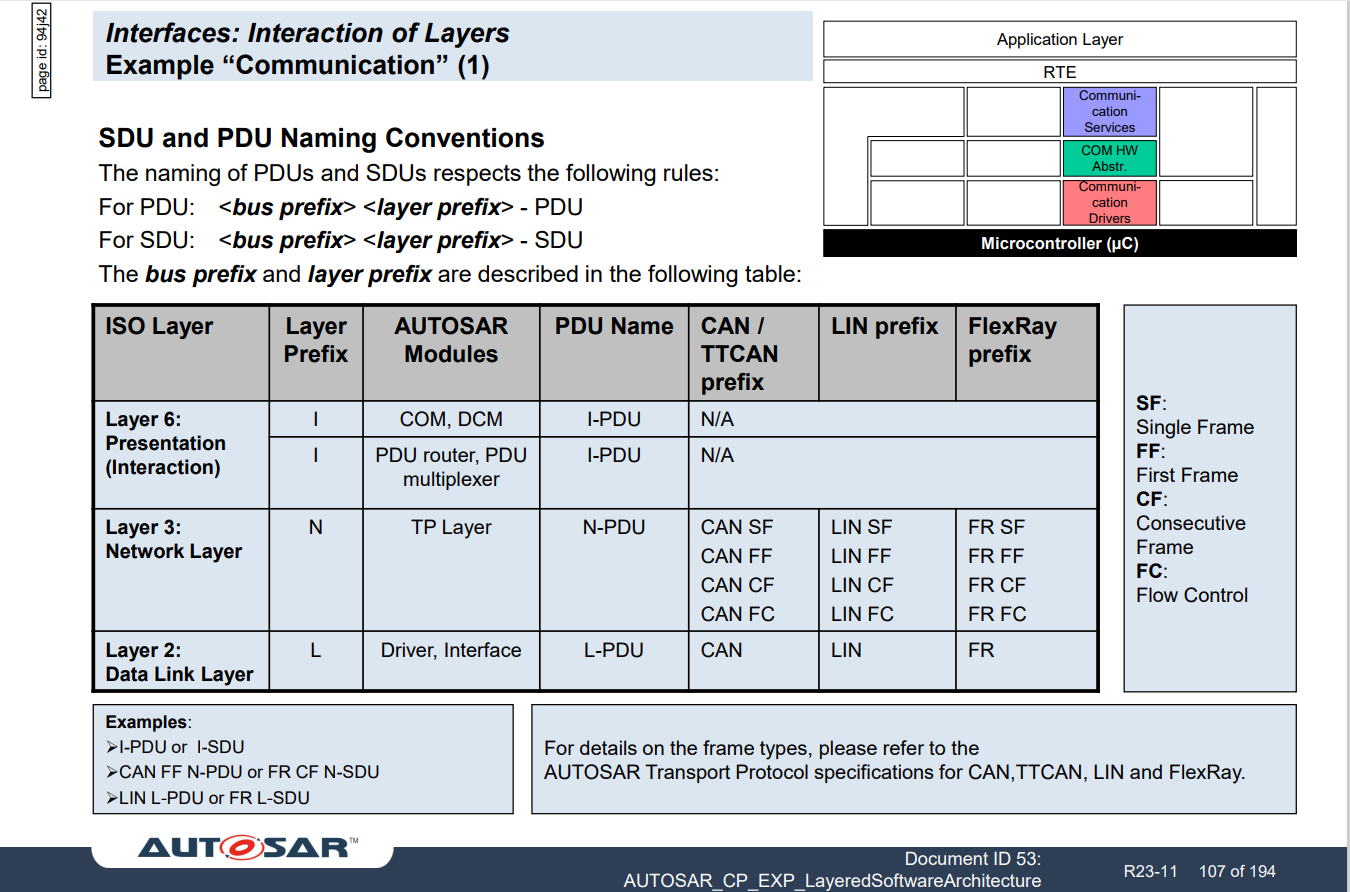 page id: 94j42
Interfaces: Interaction of Layers
Example “Communication” (1)
Application Layer
RTE
Communi-
cation
Services
COM HW
Abstr.
Communi-
cation
Drivers
Microcontroller (µC)
SDU and PDU Naming Conventions
The naming of PDUs and SDUs respects the following rules:
For PDU: <bus prefix> <layer prefix> - PDU
For SDU: <bus prefix> <layer prefix> - SDU
The bus prefix and layer prefix are described in the following table:
ISO Layer
Layer
Prefix
AUTOSAR
Modules
PDU Name
CAN /
TTCAN
prefix
LIN prefix
FlexRay
prefix
Layer 6:
Presentation
(Interaction)
I
COM, DCM
I-PDU
N/A
I
PDU router, PDU
multiplexer
I-PDU
N/A
Layer 3:
Network Layer
N
TP Layer
N-PDU
CAN SF
CAN FF
CAN CF
CAN FC
LIN SF
LIN FF
LIN CF
LIN FC
FR SF
FR FF
FR CF
FR FC
Layer 2:
Data Link Layer
L
Driver, Interface
L-PDU
CAN
LIN
FR
SF:
Single Frame
FF:
First Frame
CF:
Consecutive
Frame
FC:
Flow Control
Examples:
➢I-PDU or I-SDU
➢CAN FF N-PDU or FR CF N-SDU
➢LIN L-PDU or FR L-SDU
For details on the frame types, please refer to the
AUTOSAR Transport Protocol specifications for CAN,TTCAN, LIN and FlexRay.
AUTOSAR™
Document ID 53:
AUTOSAR_CP_EXP_LayeredSoftwareArchitecture
R23-11 107 of 194